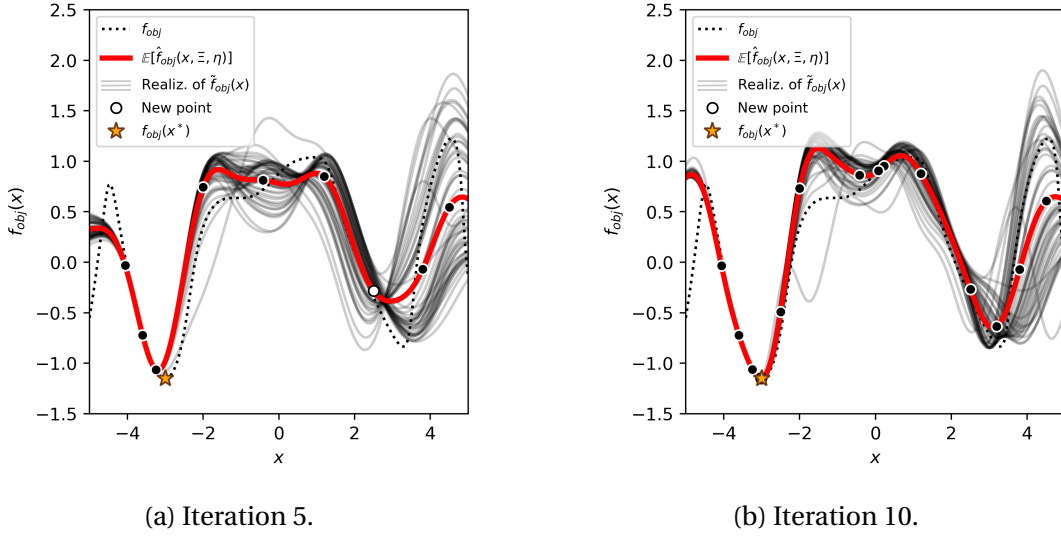 2.5
2.0
1.5
1.0
0.5
0.0
−0.5
−1.0
−1.5
f_obj(x)
f_obj
𝔼[f̂_obj(x, Ξ, η)]
Realiz. of f̃_obj(x)
New point
f_obj(x*)
−4 −2 0 2 4
x
(a) Iteration 5.
2.5
2.0
1.5
1.0
0.5
0.0
−0.5
−1.0
−1.5
f_obj(x)
f_obj
𝔼[f̂_obj(x, Ξ, η)]
Realiz. of f̃_obj(x)
New point
f_obj(x*)
−4 −2 0 2 4
x
(b) Iteration 10.